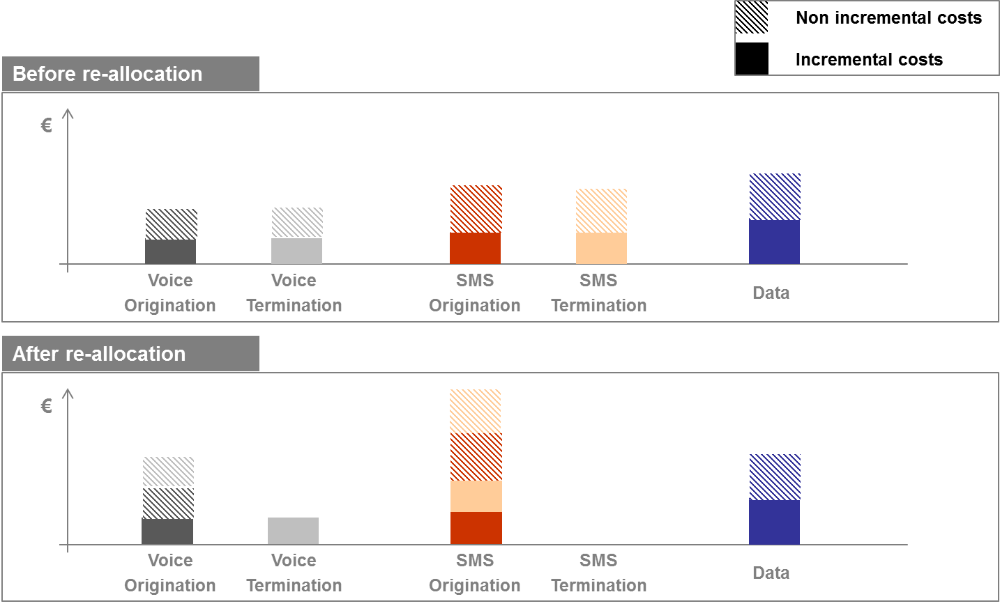 Non incremental costs
Incremental costs
Before re-allocation
€
Voice Origination
Voice Termination
SMS Origination
SMS Termination
Data
After re-allocation
€
Voice Origination
Voice Termination
SMS Origination
SMS Termination
Data